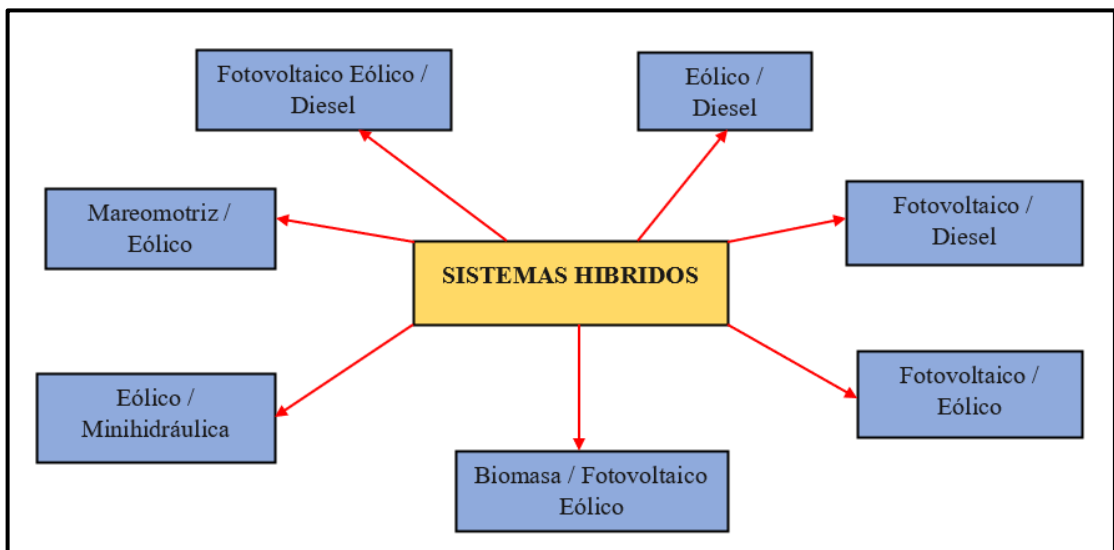 Fotovoltaico Eólico /
Diesel
Eólico /
Diesel
Mareomotriz /
Eólico
Fotovoltaico /
Diesel
SISTEMAS HIBRIDOS
Eólico /
Minihidráulica
Fotovoltaico /
Eólico
Biomasa / Fotovoltaico
Eólico